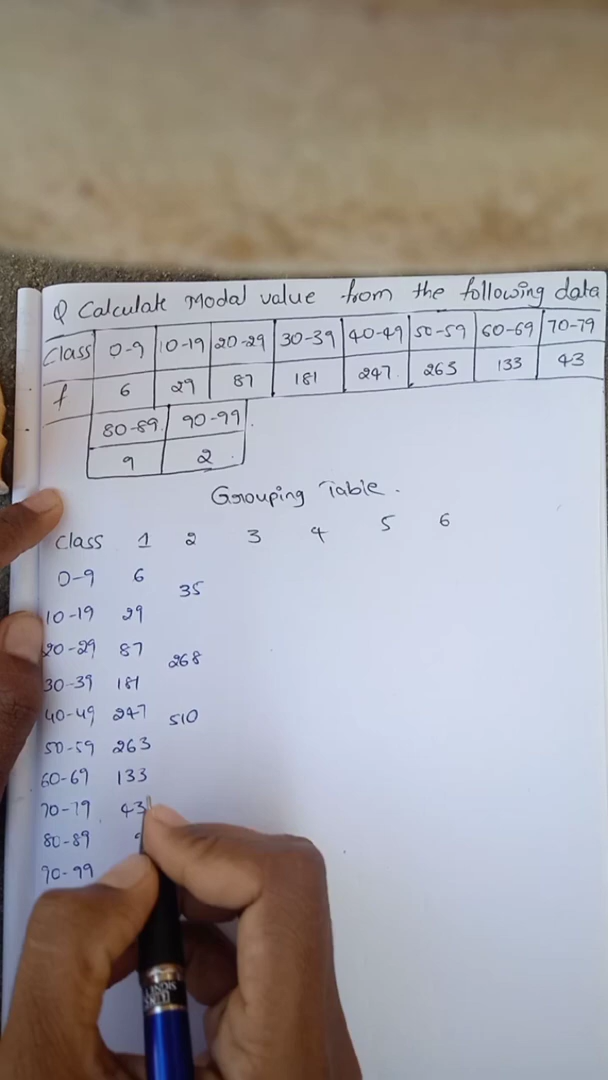 Q Calculate Modal value from the following data
Class 0-9 10-19 20-29 30-39 40-49 50-59 60-69 70-79
f 6 29 87 181 247 263 133 43
80-89 90-99
9 2
Grouping Table.
Class 1 2 3 4 5 6
0-9 6
35
10-19 29
20-29 87
268
30-39 181
40-49 247 510
50-59 263
60-69 133
70-79 43
80-89
90-99